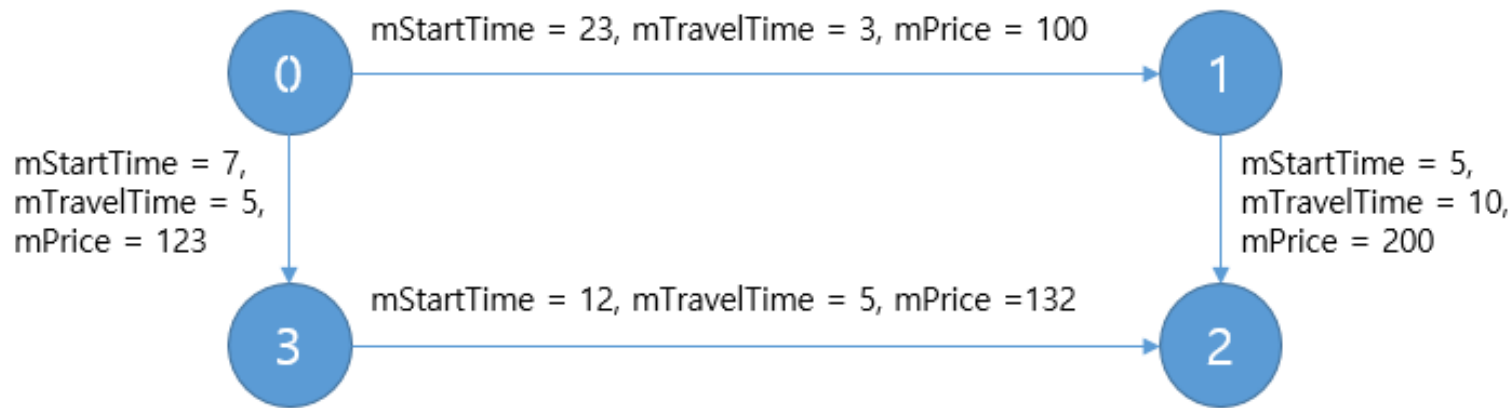 mStartTime = 23, mTravelTime = 3, mPrice = 100
0
1
mStartTime = 7,
mTravelTime = 5,
mPrice = 123
mStartTime = 5,
mTravelTime = 10,
mPrice = 200
mStartTime = 12, mTravelTime = 5, mPrice =132
3
2